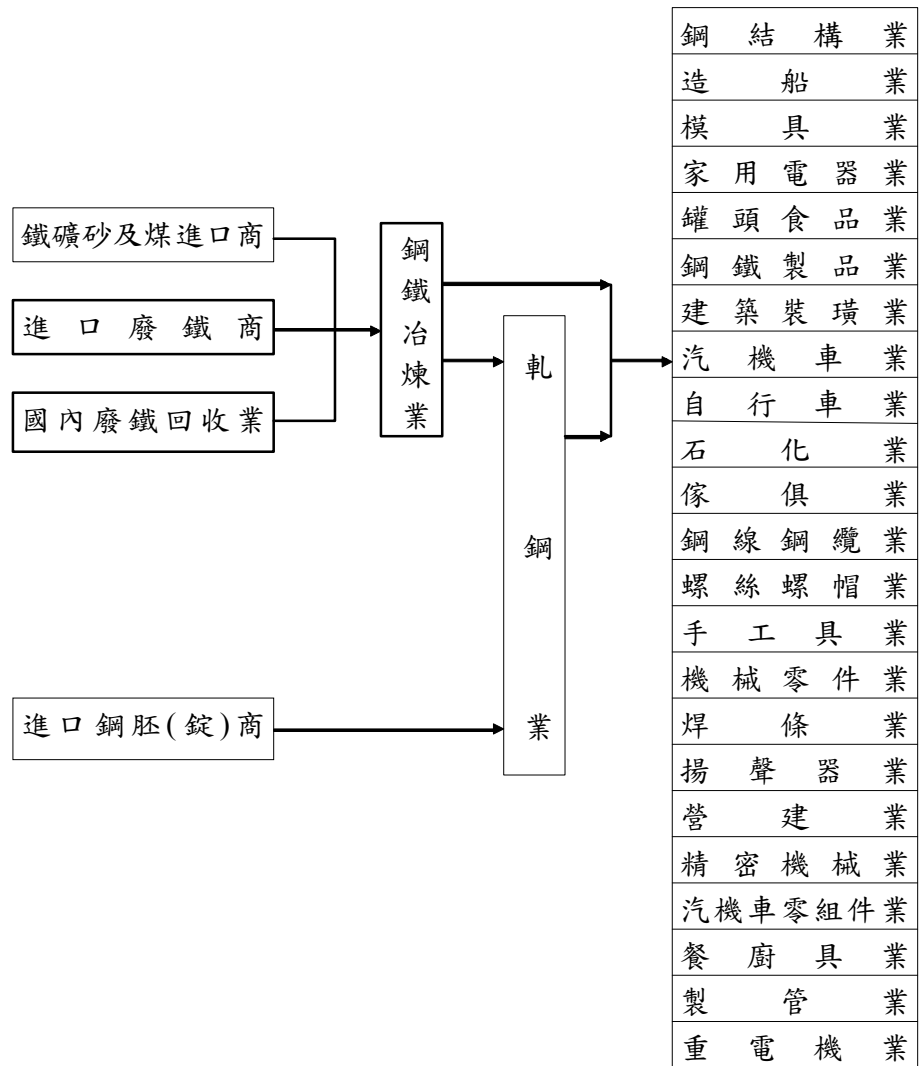 鐵礦砂及煤進口商
進口廢鐵商
國內廢鐵回收業
進口鋼胚(錠)商
鋼鐵冶煉業
軋鋼業
鋼結構業
造船業
模具業
家用電器業
罐頭食品業
鋼鐵製品業
建築裝璜業
汽機車業
自行車業
石化業
傢俱業
鋼線鋼纜業
螺絲螺帽業
手工具業
機械零件業
焊條業
揚聲器業
營建業
精密機械業
汽機車零組件業
餐廚具業
製管業
重電機業